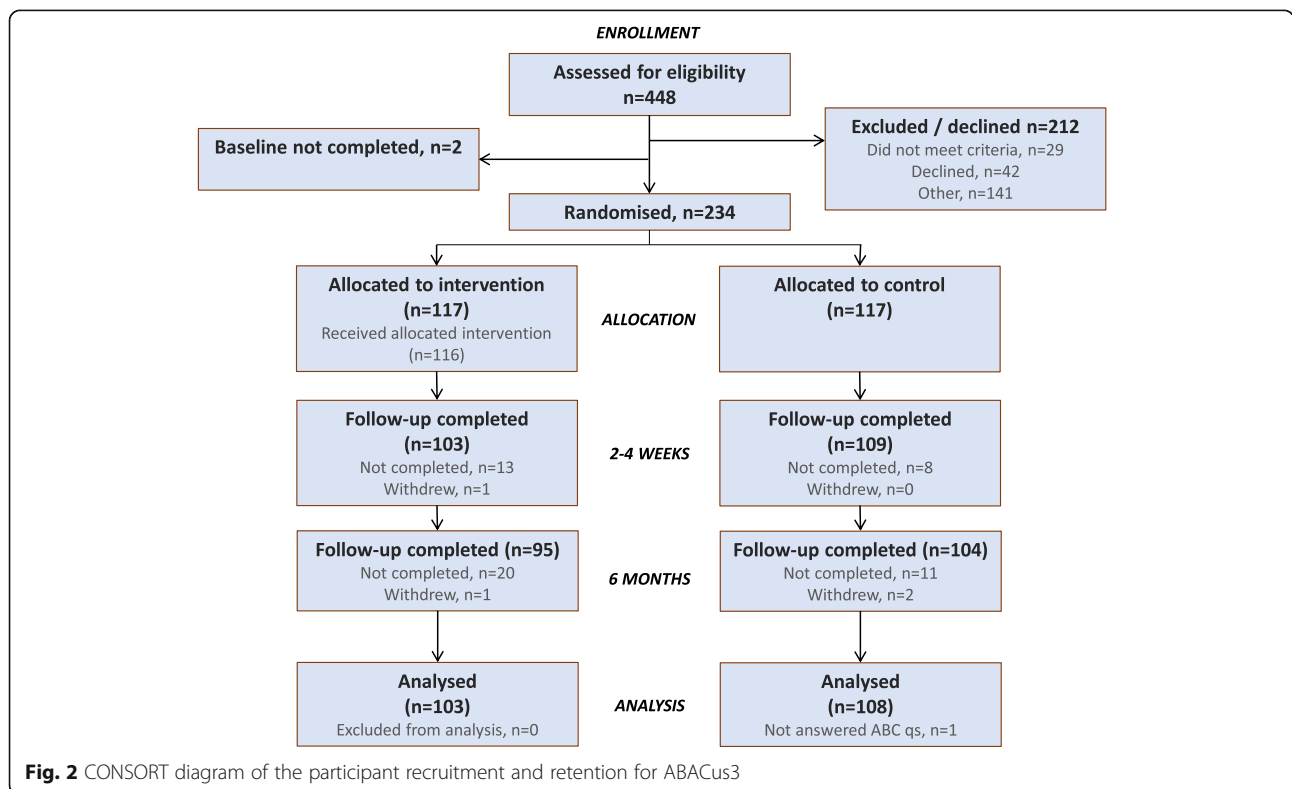 ENROLLMENT
Assessed for eligibility
n=448
Baseline not completed, n=2
Excluded / declined n=212
Did not meet criteria, n=29
Declined, n=42
Other, n=141
Randomised, n=234
Allocated to intervention
(n=117)
Received allocated intervention
(n=116)
ALLOCATION
Allocated to control
(n=117)
Follow-up completed
(n=103)
Not completed, n=13
Withdrew, n=1
2-4 WEEKS
Follow-up completed
(n=109)
Not completed, n=8
Withdrew, n=0
Follow-up completed (n=95)
Not completed, n=20
Withdrew, n=1
6 MONTHS
Follow-up completed (n=104)
Not completed, n=11
Withdrew, n=2
Analysed
(n=103)
Excluded from analysis, n=0
ANALYSIS
Analysed
(n=108)
Not answered ABC qs, n=1
Fig. 2 CONSORT diagram of the participant recruitment and retention for ABACus3